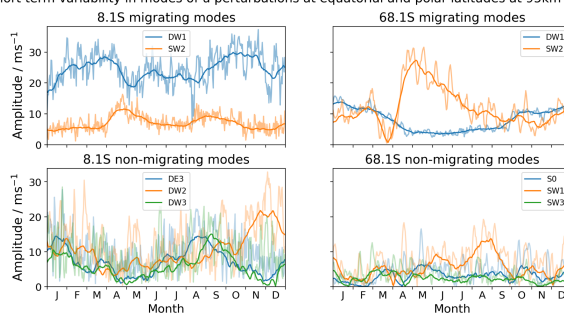 short term variability in modes of a perturbations at equatorial and polar latitudes at 95km
8.1S migrating modes
68.1S migrating modes
Amplitude / ms⁻¹
30
20
10
0
DW1
SW2
DW1
SW2
8.1S non-migrating modes
68.1S non-migrating modes
Amplitude / ms⁻¹
30
20
10
0
DE3
DW2
DW3
S0
SW1
SW3
J F M A M J J A S O N D
J F M A M J J A S O N D
Month
Month